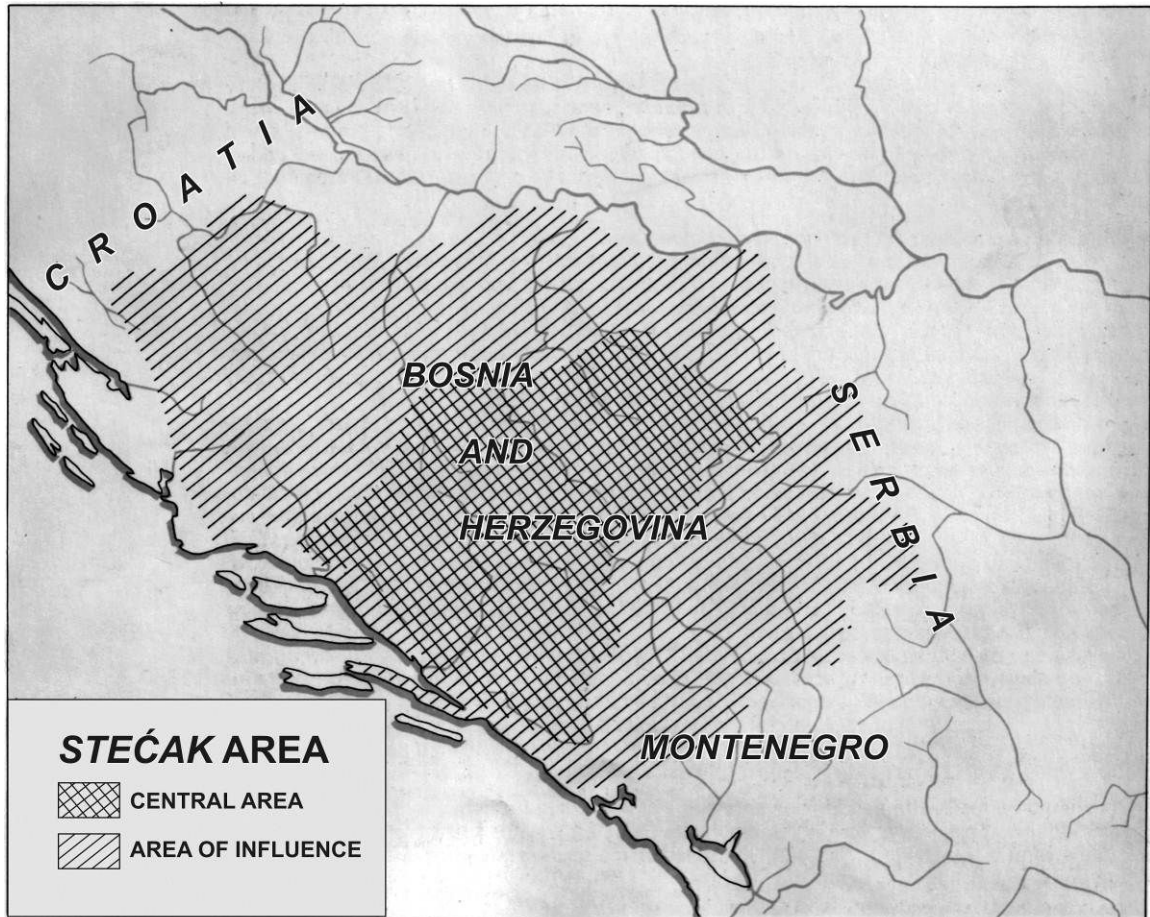 CROATIA
BOSNIA
AND
HERZEGOVINA
SERBIA
MONTENEGRO
STEĆAK AREA
CENTRAL AREA
AREA OF INFLUENCE